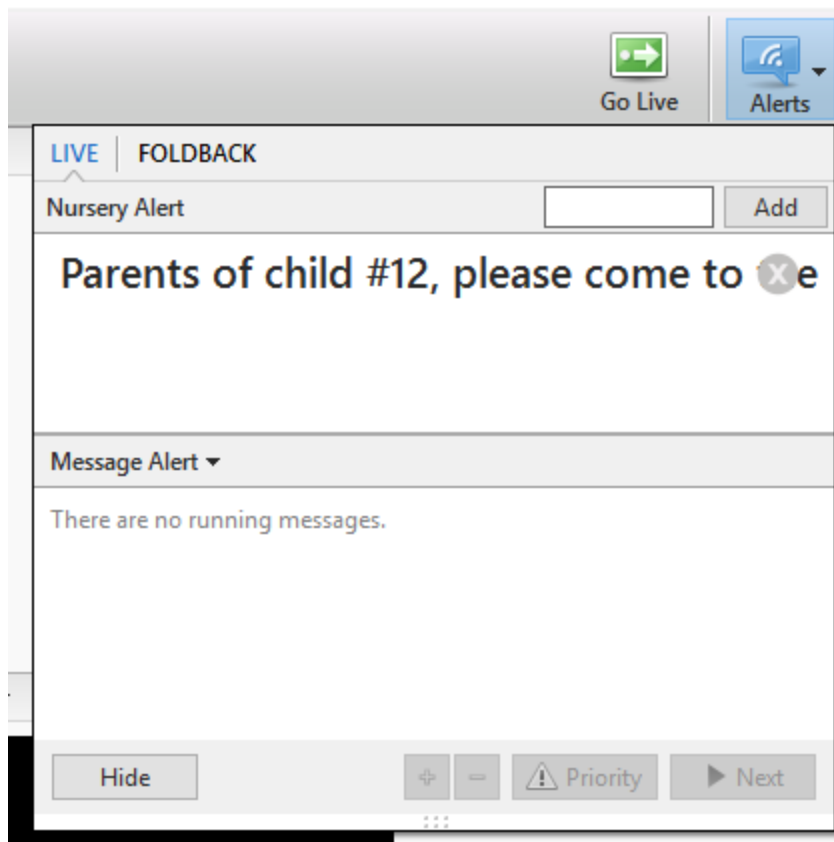 Go Live
Alerts
LIVE FOLDBACK
Nursery Alert
Add
Parents of child #12, please come to
Message Alert
There are no running messages.
Hide
+ − Priority Next